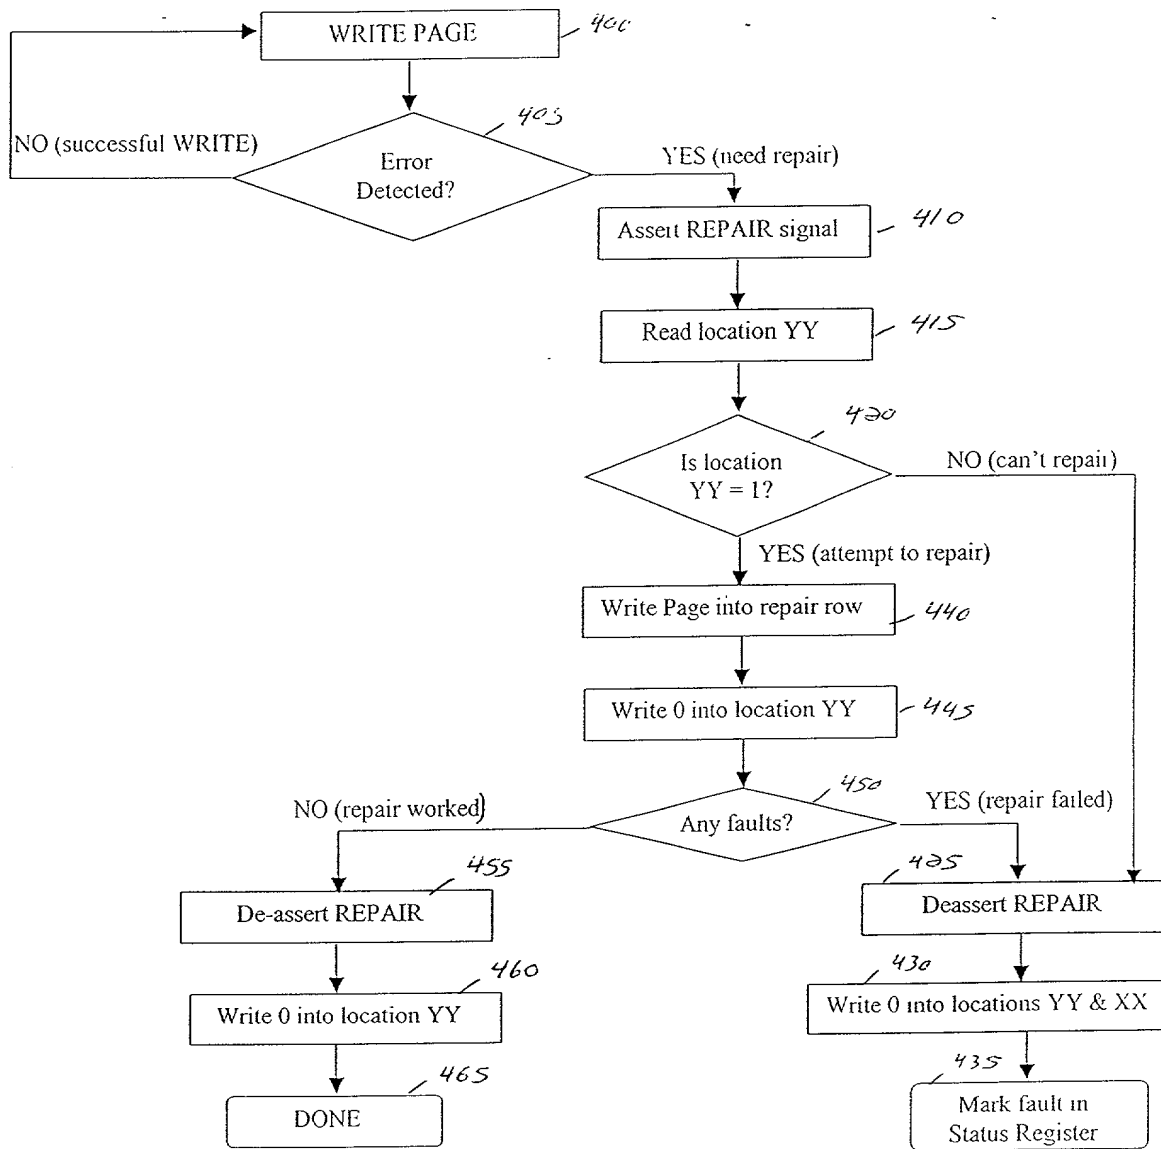 WRITE PAGE
400
NO (successful WRITE)
405
Error
Detected?
YES (need repair)
Assert REPAIR signal
410
Read location YY
415
420
Is location
YY = 1?
NO (can't repair)
YES (attempt to repair)
Write Page into repair row
440
Write 0 into location YY
445
NO (repair worked)
450
YES (repair failed)
Any faults?
455
425
De-assert REPAIR
Deassert REPAIR
460
430
Write 0 into location YY
Write 0 into locations YY & XX
465
435
DONE
Mark fault in
Status Register